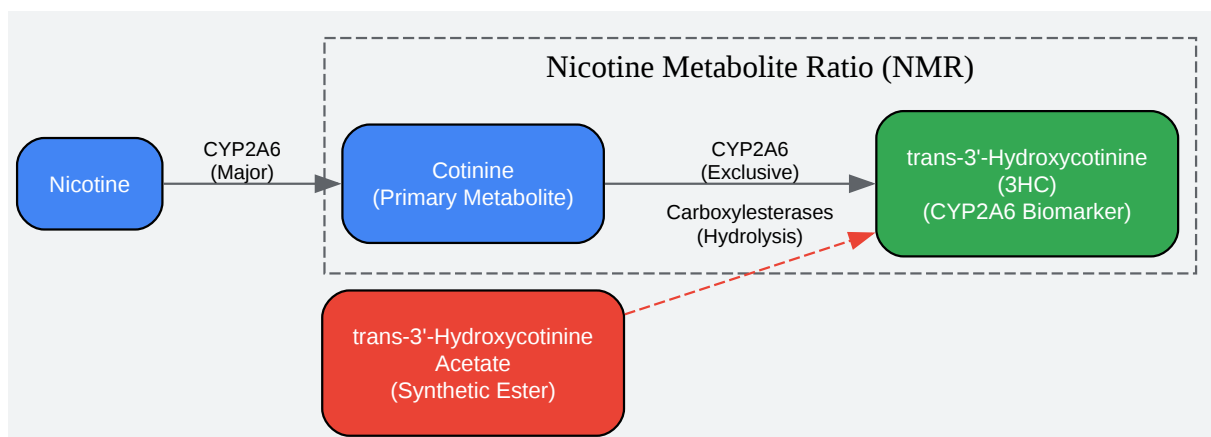 Nicotine Metabolite Ratio (NMR)
Nicotine
CYP2A6
(Major)
Cotinine
(Primary Metabolite)
CYP2A6
(Exclusive)
Carboxylesterases
(Hydrolysis)
trans-3'-Hydroxycotinine
(3HC)
(CYP2A6 Biomarker)
trans-3'-Hydroxycotinine
Acetate
(Synthetic Ester)